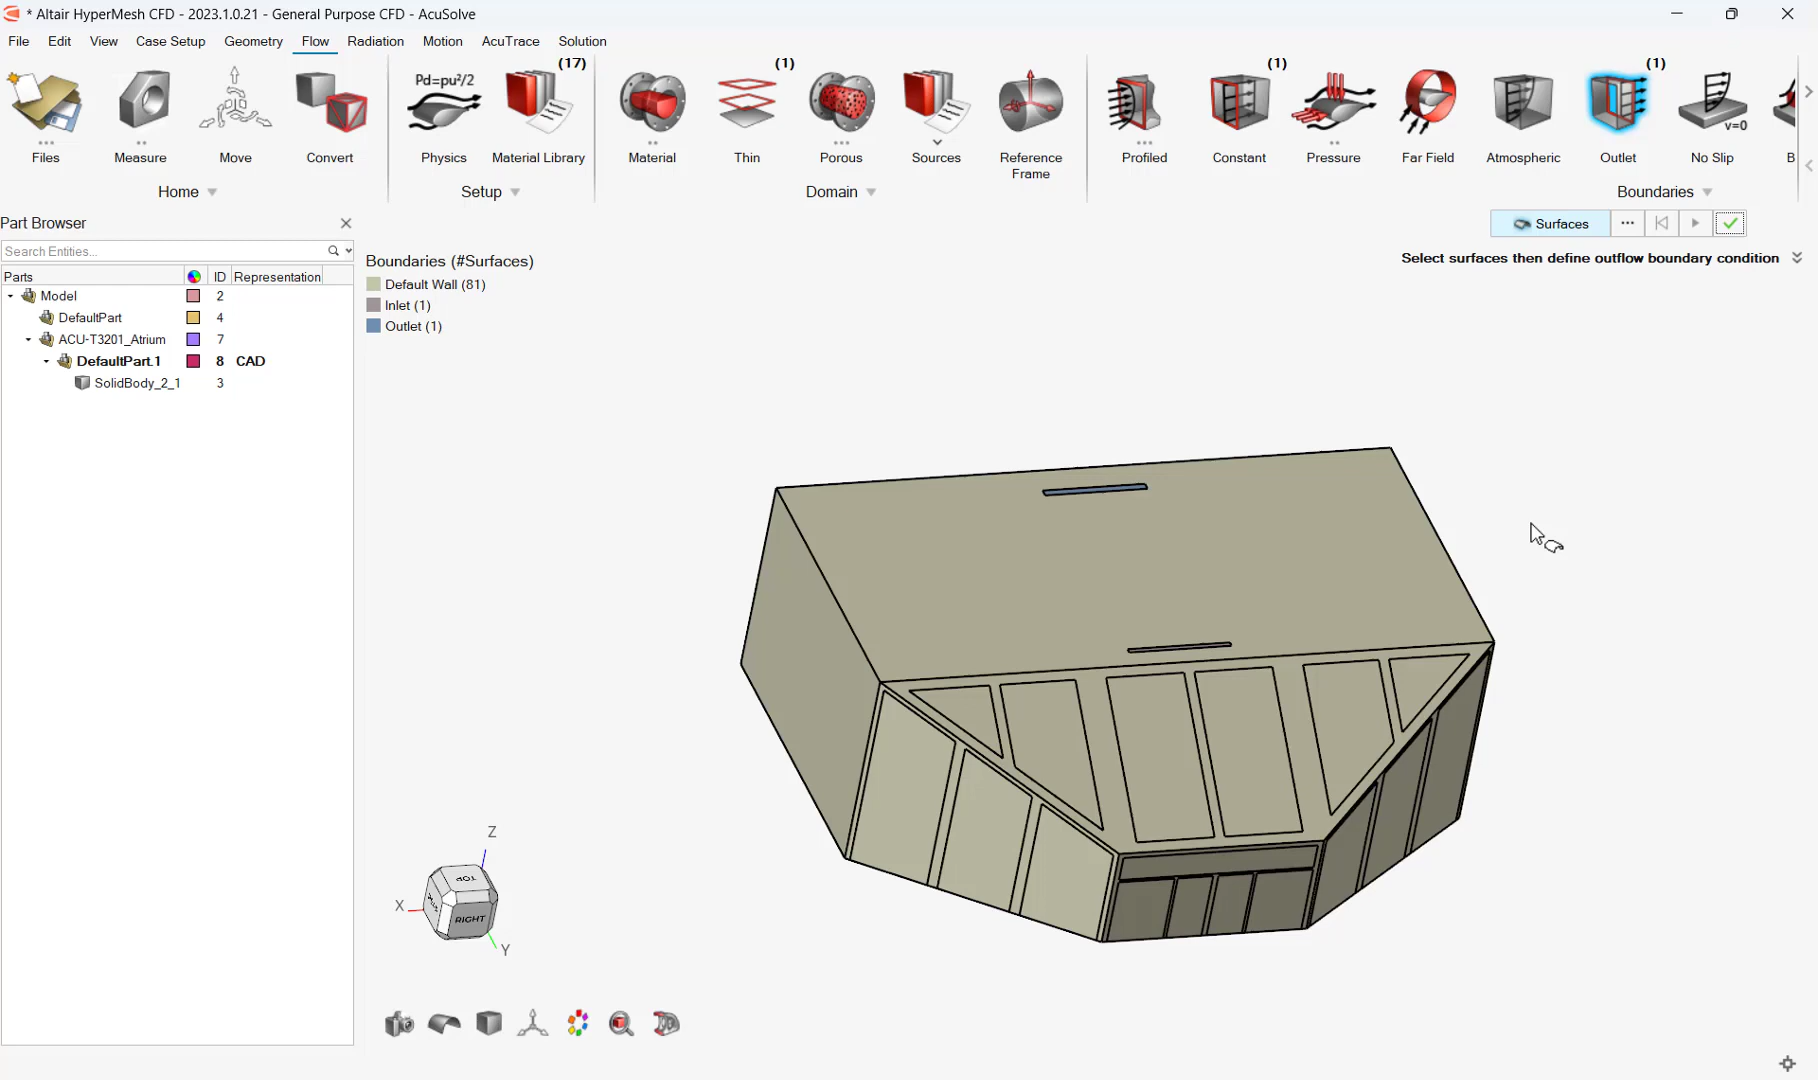 * Altair HyperMesh CFD - 2023.1.0.21 - General Purpose CFD - AcuSolve
File Edit View Case Setup Geometry Flow Radiation Motion AcuTrace Solution
(17) (1) (1) (1)
Pd=pu²/2
v=0
Files Measure Move Convert Physics Material Library Material Thin Porous Sources Reference Frame Profiled Constant Pressure Far Field Atmospheric Outlet No Slip B
Home Setup Domain Boundaries
Part Browser
Surfaces
Search Entities...
Select surfaces then define outflow boundary condition
Boundaries (#Surfaces)
Parts ID Representation
Default Wall (81)
Model 2
Inlet (1)
DefaultPart 4
Outlet (1)
ACU-T3201_Atrium 7
DefaultPart.1 8 CAD
SolidBody_2_1 3
Z
TOP
X
RIGHT
Y